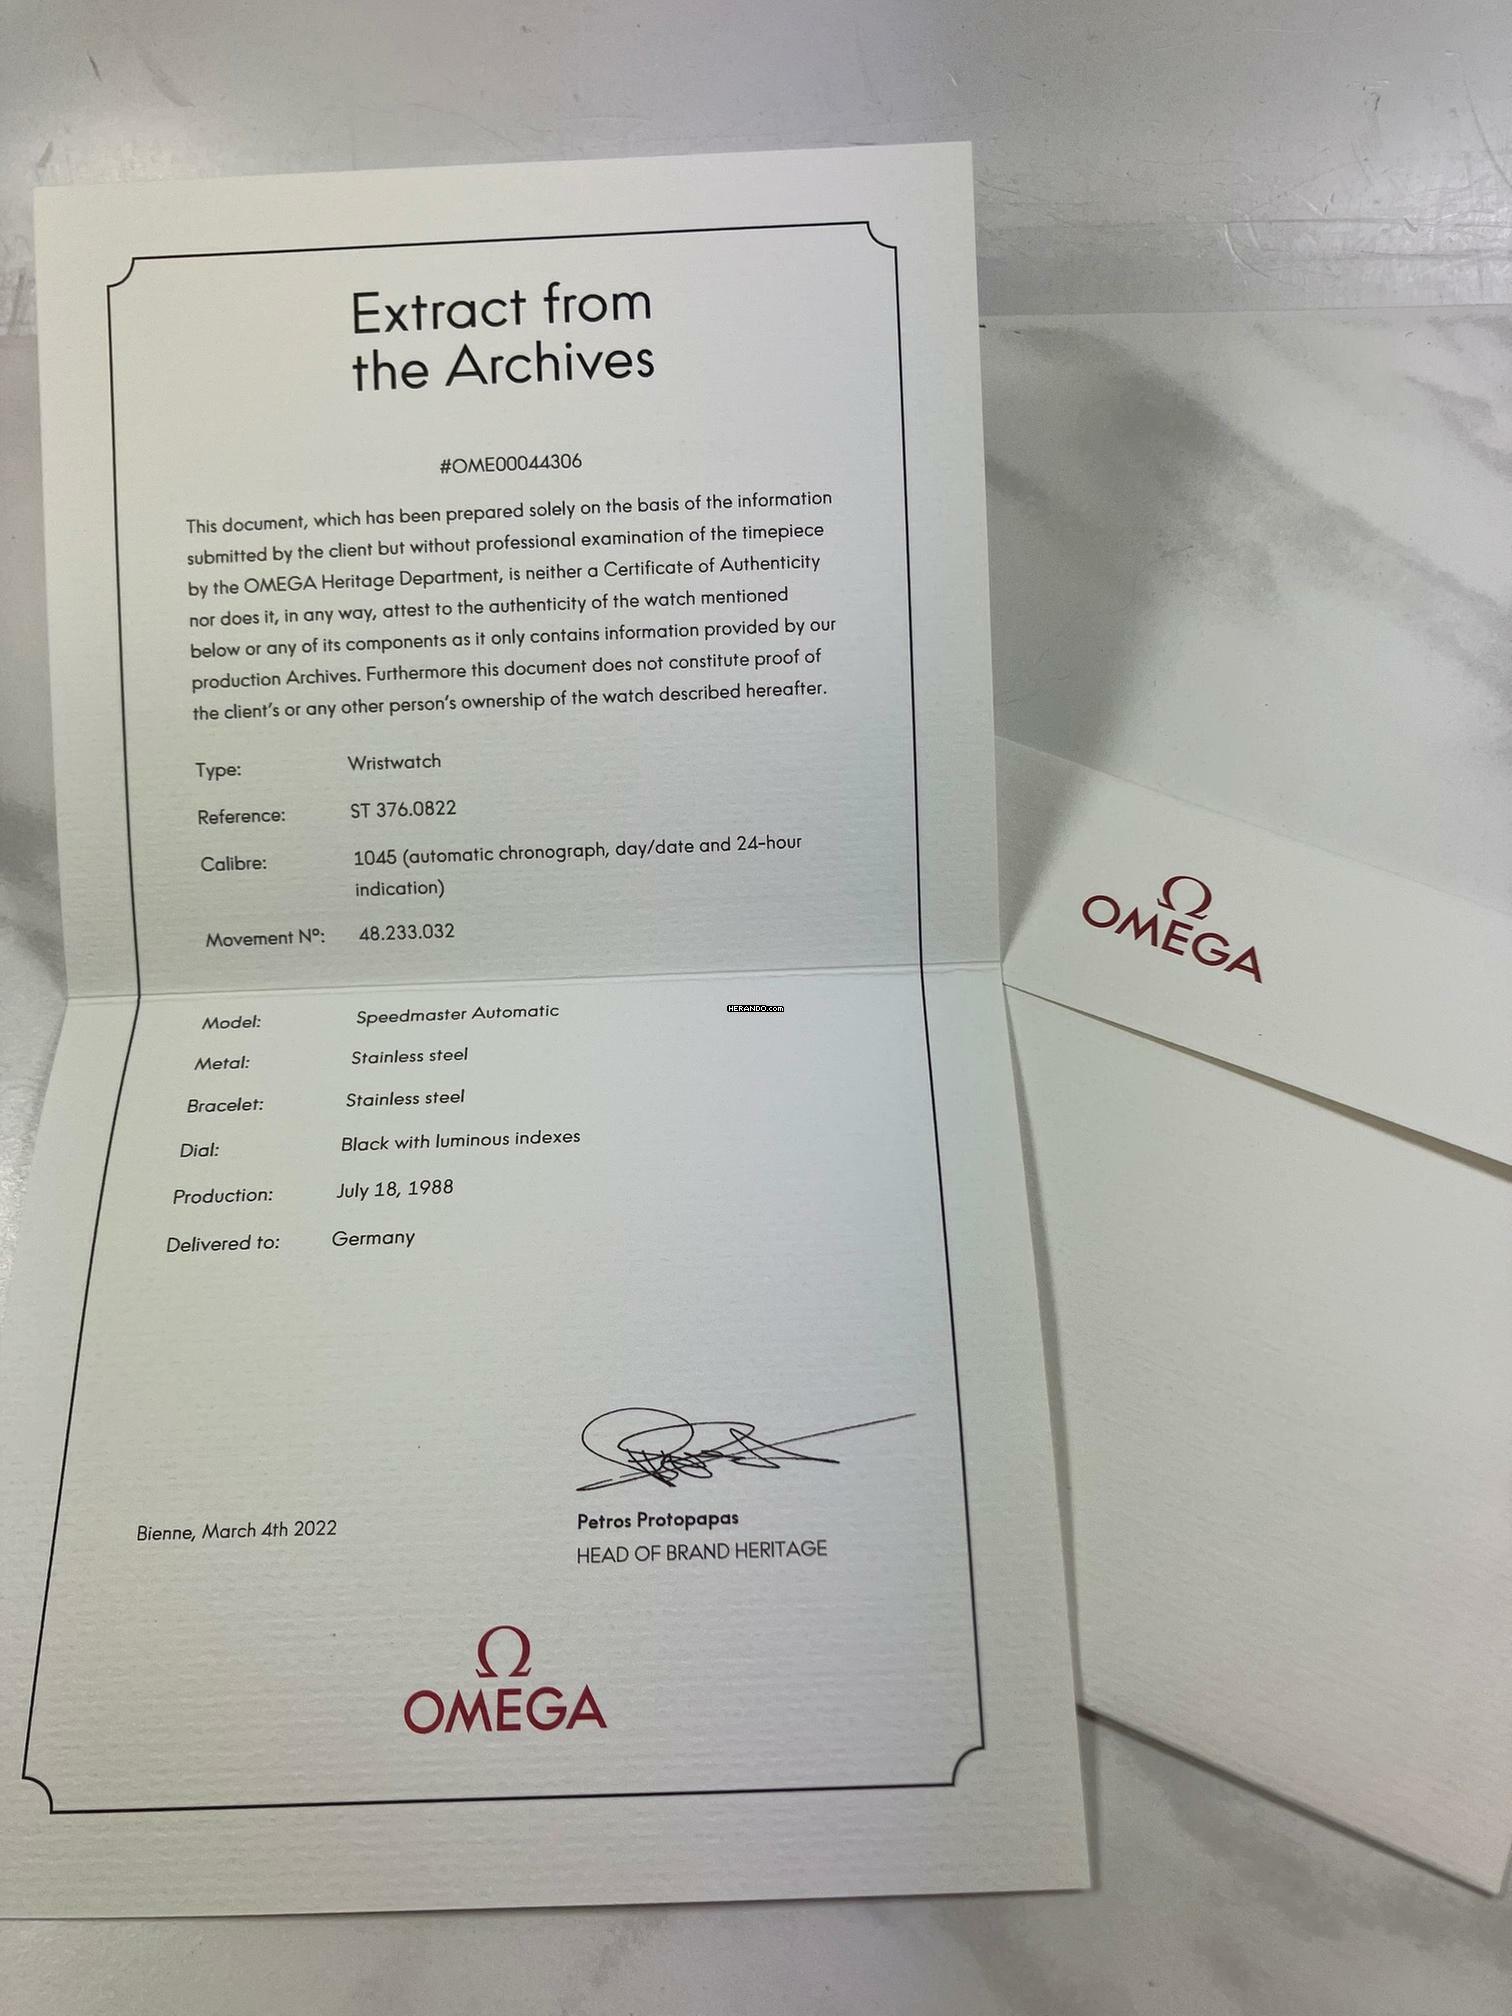 Extract from
the Archives
#OME00044306
This document, which has been prepared solely on the basis of the information
submitted by the client but without professional examination of the timepiece
by the OMEGA Heritage Department, is neither a Certificate of Authenticity
nor does it, in any way, attest to the authenticity of the watch mentioned
below or any of its components as it only contains information provided by our
production Archives. Furthermore this document does not constitute proof of
the client's or any other person's ownership of the watch described hereafter.
Type: Wristwatch
Reference: ST 376.0822
Calibre: 1045 (automatic chronograph, day/date and 24-hour
indication)
Movement Nº: 48.233.032
Model: Speedmaster Automatic
Metal: Stainless steel
Bracelet: Stainless steel
Dial: Black with luminous indexes
Production: July 18, 1988
Delivered to: Germany
Bienne, March 4th 2022
Petros Protopapas
HEAD OF BRAND HERITAGE
Ω
OMEGA
Ω
OMEGA
HERANDO.com